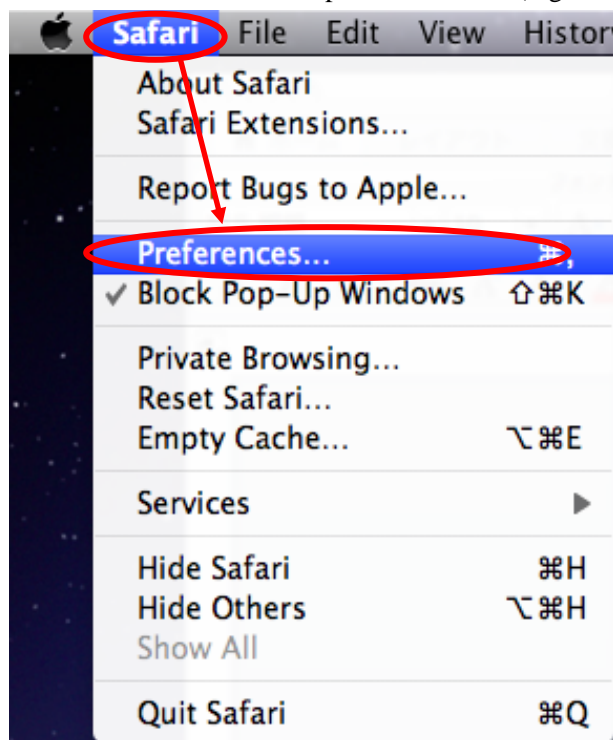 Safari File Edit View Histor
About Safari
Safari Extensions...
Report Bugs to Apple...
Preferences... ⌘,
✓ Block Pop-Up Windows ⇧⌘K
Private Browsing...
Reset Safari...
Empty Cache... ⌥⌘E
Services ▶
Hide Safari ⌘H
Hide Others ⌥⌘H
Show All
Quit Safari ⌘Q